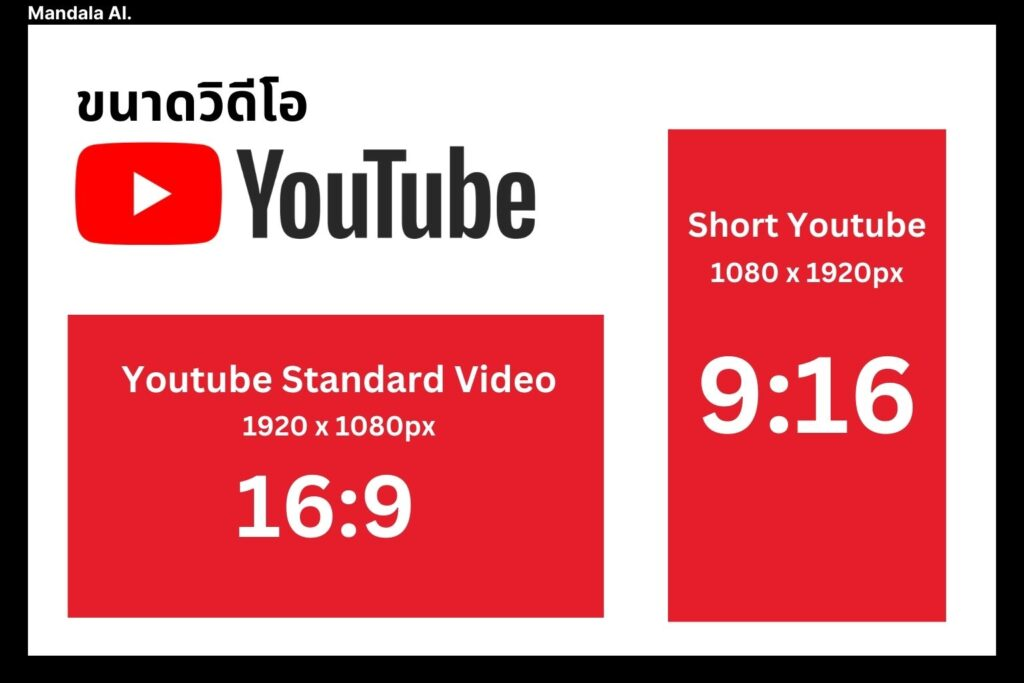 Mandala AI.
ขนาดวิดีโอ
YouTube
Youtube Standard Video
1920 x 1080px
16:9
Short Youtube
1080 x 1920px
9:16